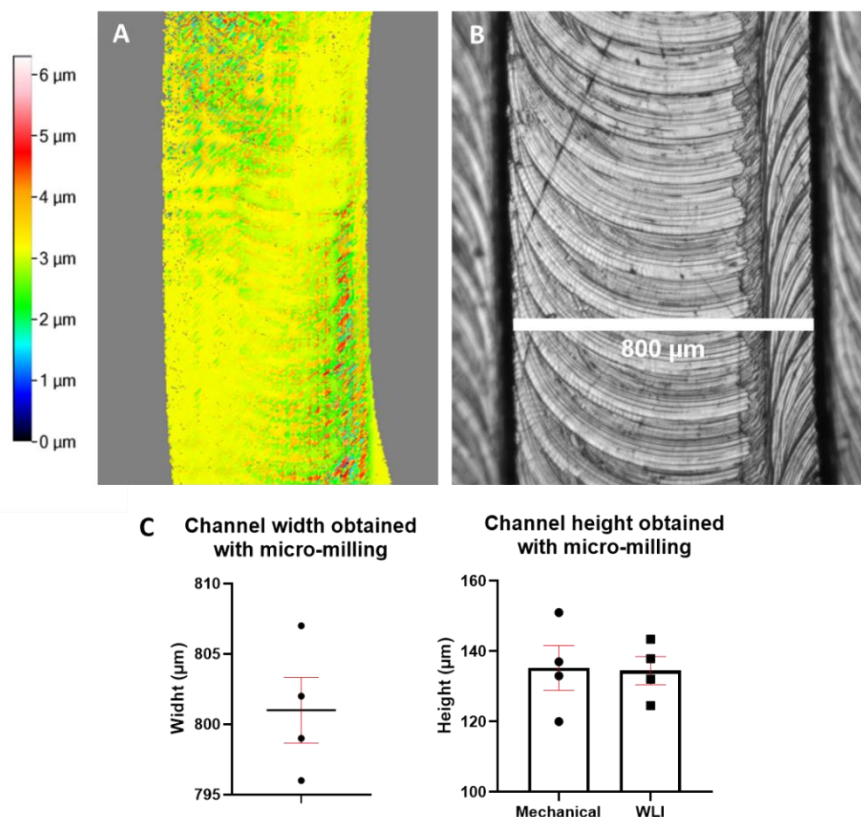 A
6 µm
5 µm
4 µm
3 µm
2 µm
1 µm
0 µm
B
800 µm
C
Channel width obtained
with micro-milling
810
805
800
795
Widht (µm)
Channel height obtained
with micro-milling
160
140
120
100
Height (µm)
Mechanical
WLI